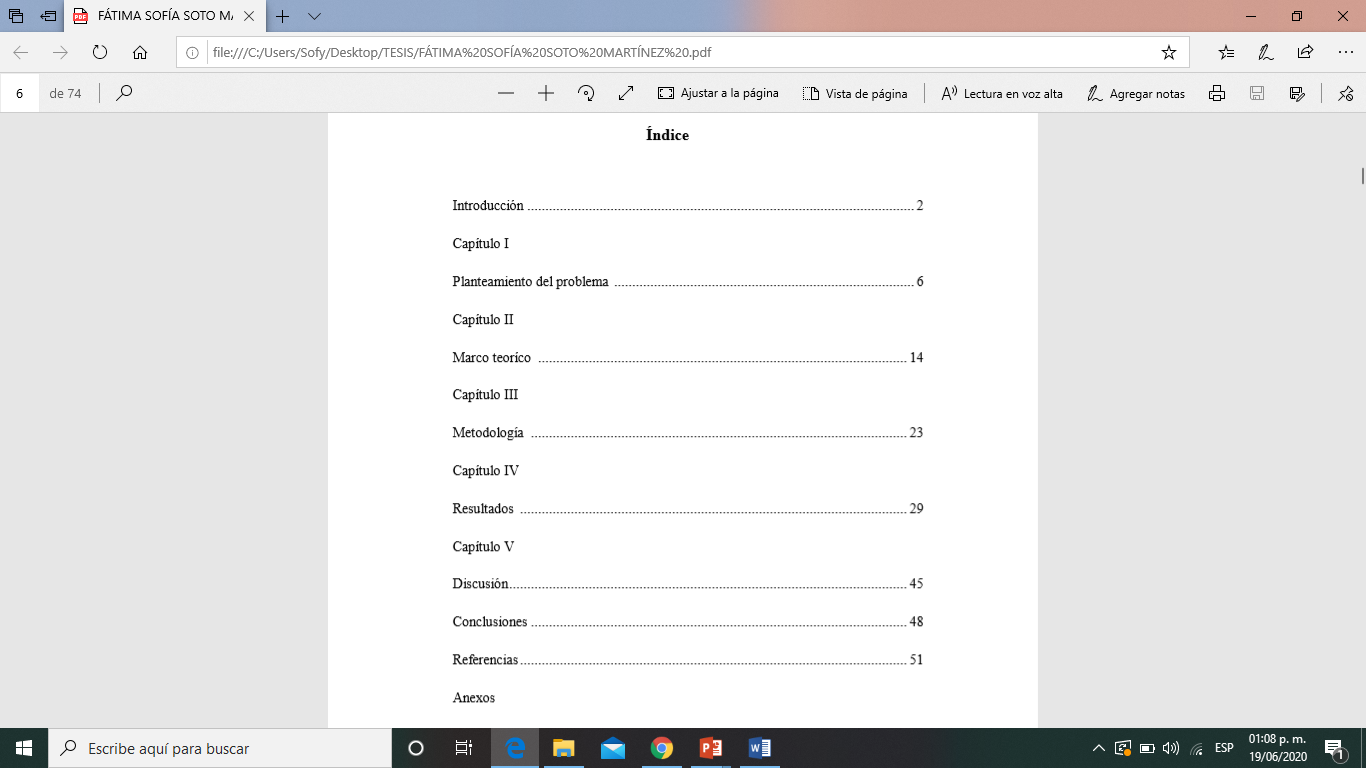 FÁTIMA SOFÍA SOTO MA
file:///C:/Users/Sofy/Desktop/TESIS/FÁTIMA%20SOFÍA%20SOTO%20MARTÍNEZ%20.pdf
6 de 74 Ajustar a la página Vista de página Lectura en voz alta Agregar notas
Índice
Introducción ........................................................................................................... 2
Capítulo I
Planteamiento del problema ................................................................................... 6
Capítulo II
Marco teoríco ...................................................................................................... 14
Capítulo III
Metodología ........................................................................................................ 23
Capítulo IV
Resultados ........................................................................................................... 29
Capítulo V
Discusión.............................................................................................................. 45
Conclusiones ........................................................................................................ 48
Referencias........................................................................................................... 51
Anexos
Escribe aquí para buscar
ESP
01:08 p. m.
19/06/2020
1